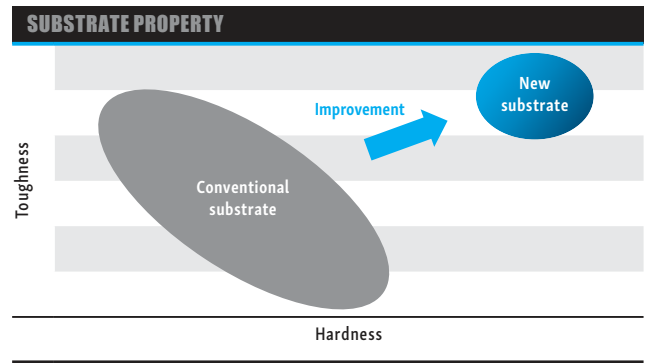 SUBSTRATE PROPERTY
New
substrate
Improvement
Conventional
substrate
Toughness
Hardness